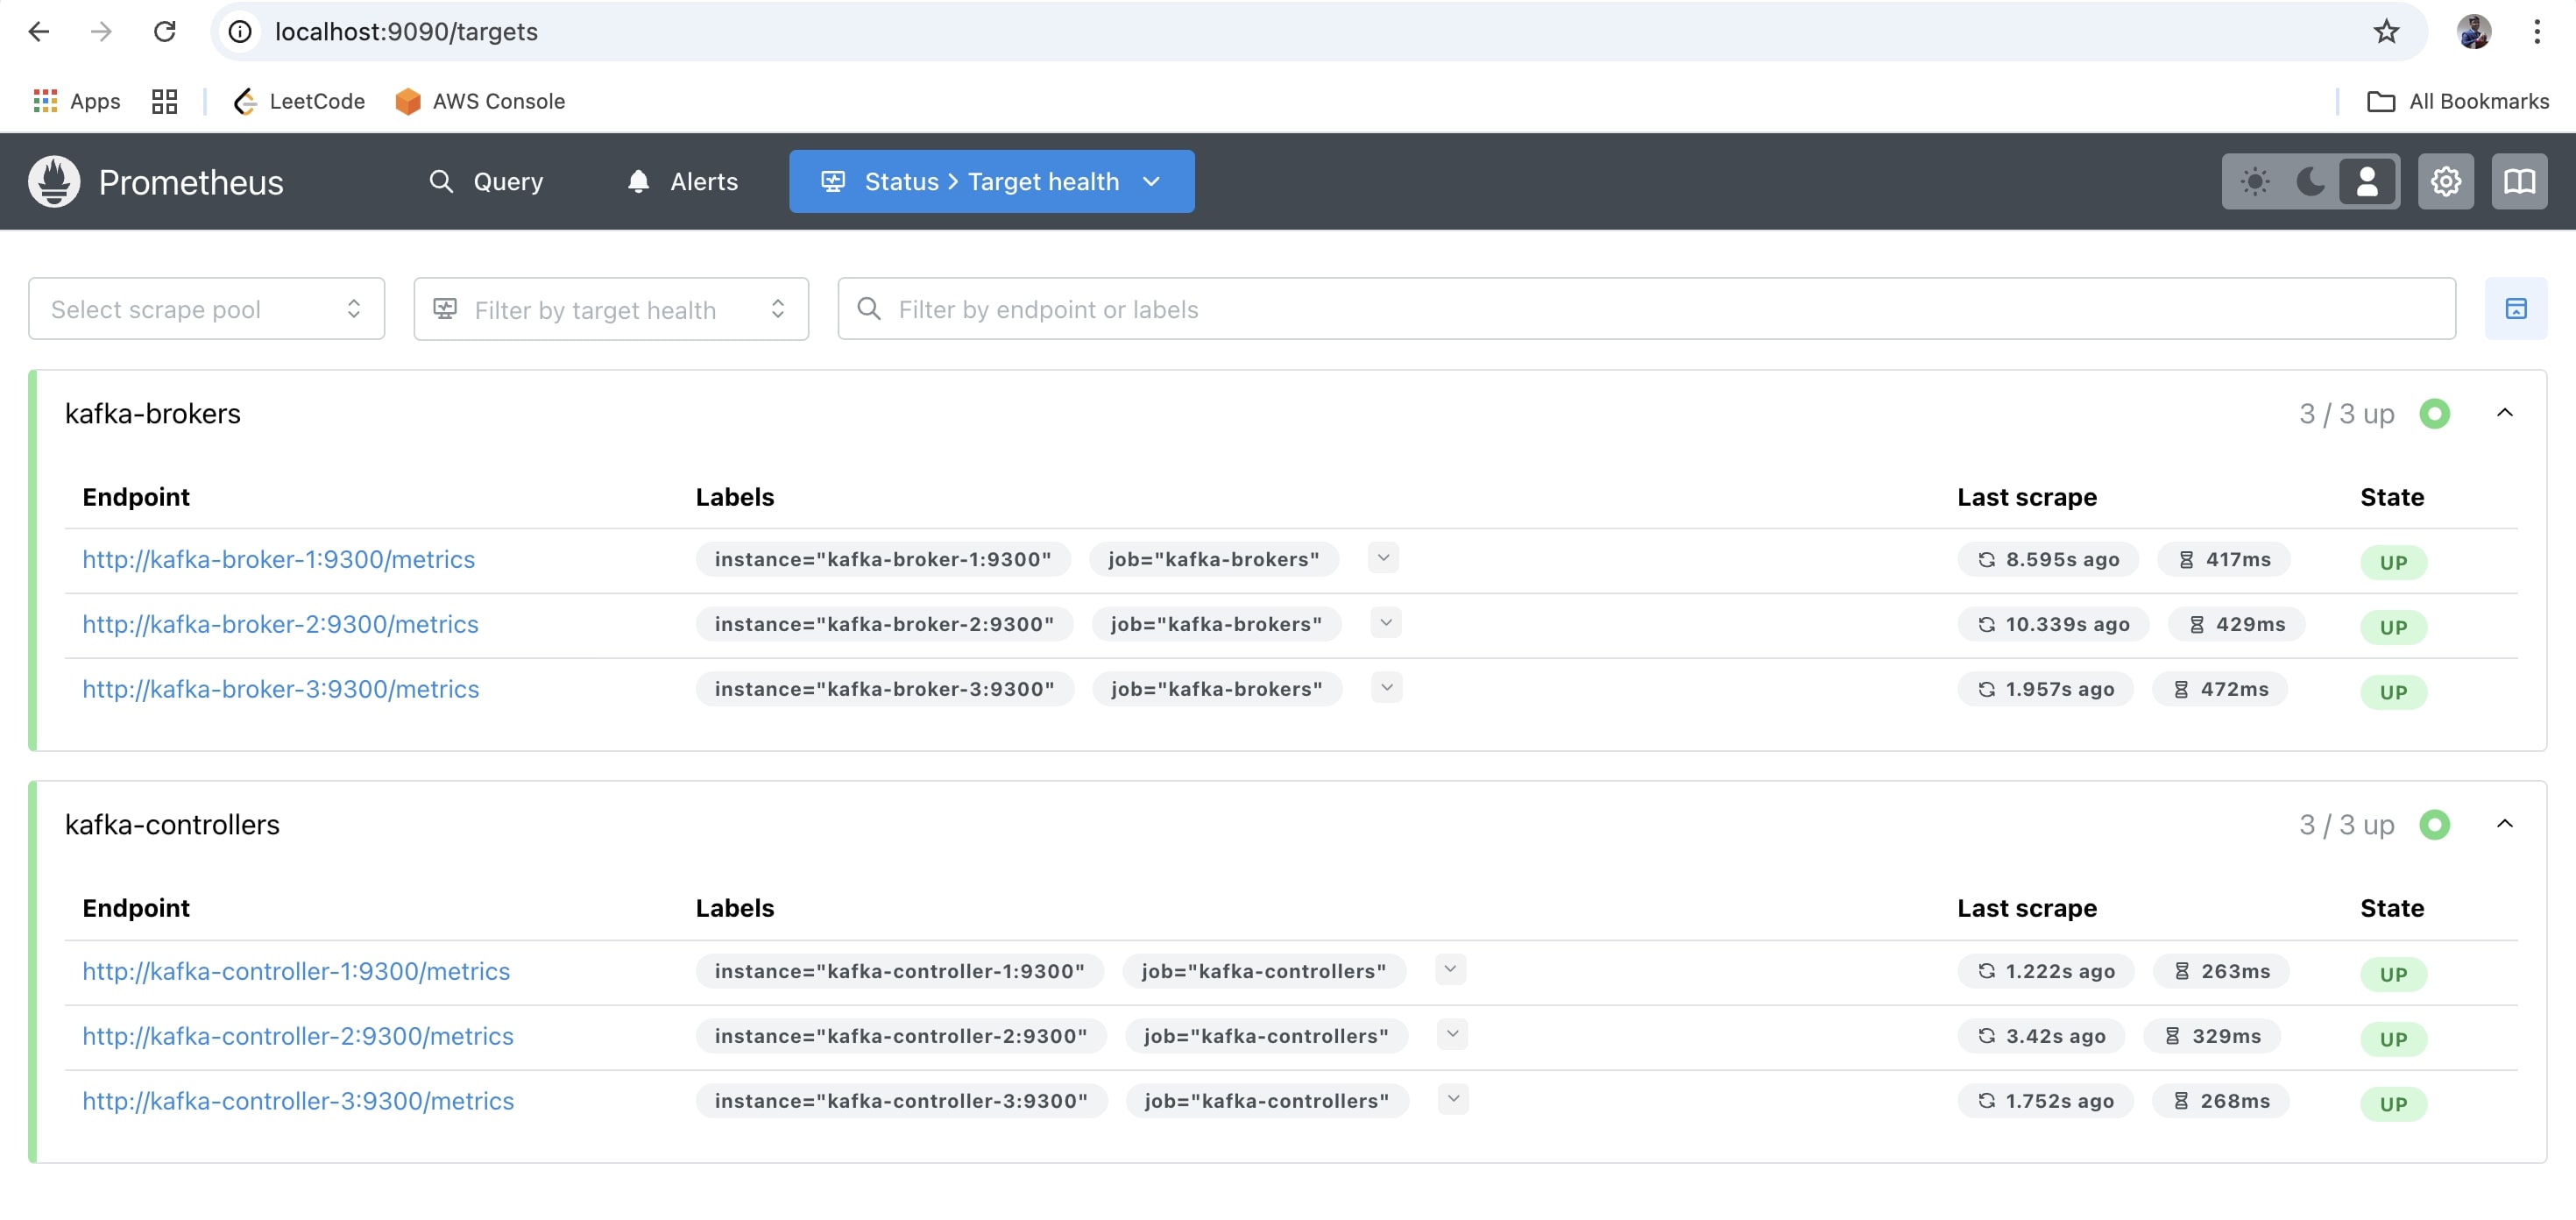 localhost:9090/targets
Apps LeetCode AWS Console All Bookmarks
Prometheus Query Alerts Status > Target health
Select scrape pool Filter by target health Filter by endpoint or labels
kafka-brokers 3 / 3 up
Endpoint Labels Last scrape State
http://kafka-broker-1:9300/metrics instance="kafka-broker-1:9300" job="kafka-brokers" 8.595s ago 417ms UP
http://kafka-broker-2:9300/metrics instance="kafka-broker-2:9300" job="kafka-brokers" 10.339s ago 429ms UP
http://kafka-broker-3:9300/metrics instance="kafka-broker-3:9300" job="kafka-brokers" 1.957s ago 472ms UP
kafka-controllers 3 / 3 up
Endpoint Labels Last scrape State
http://kafka-controller-1:9300/metrics instance="kafka-controller-1:9300" job="kafka-controllers" 1.222s ago 263ms UP
http://kafka-controller-2:9300/metrics instance="kafka-controller-2:9300" job="kafka-controllers" 3.42s ago 329ms UP
http://kafka-controller-3:9300/metrics instance="kafka-controller-3:9300" job="kafka-controllers" 1.752s ago 268ms UP